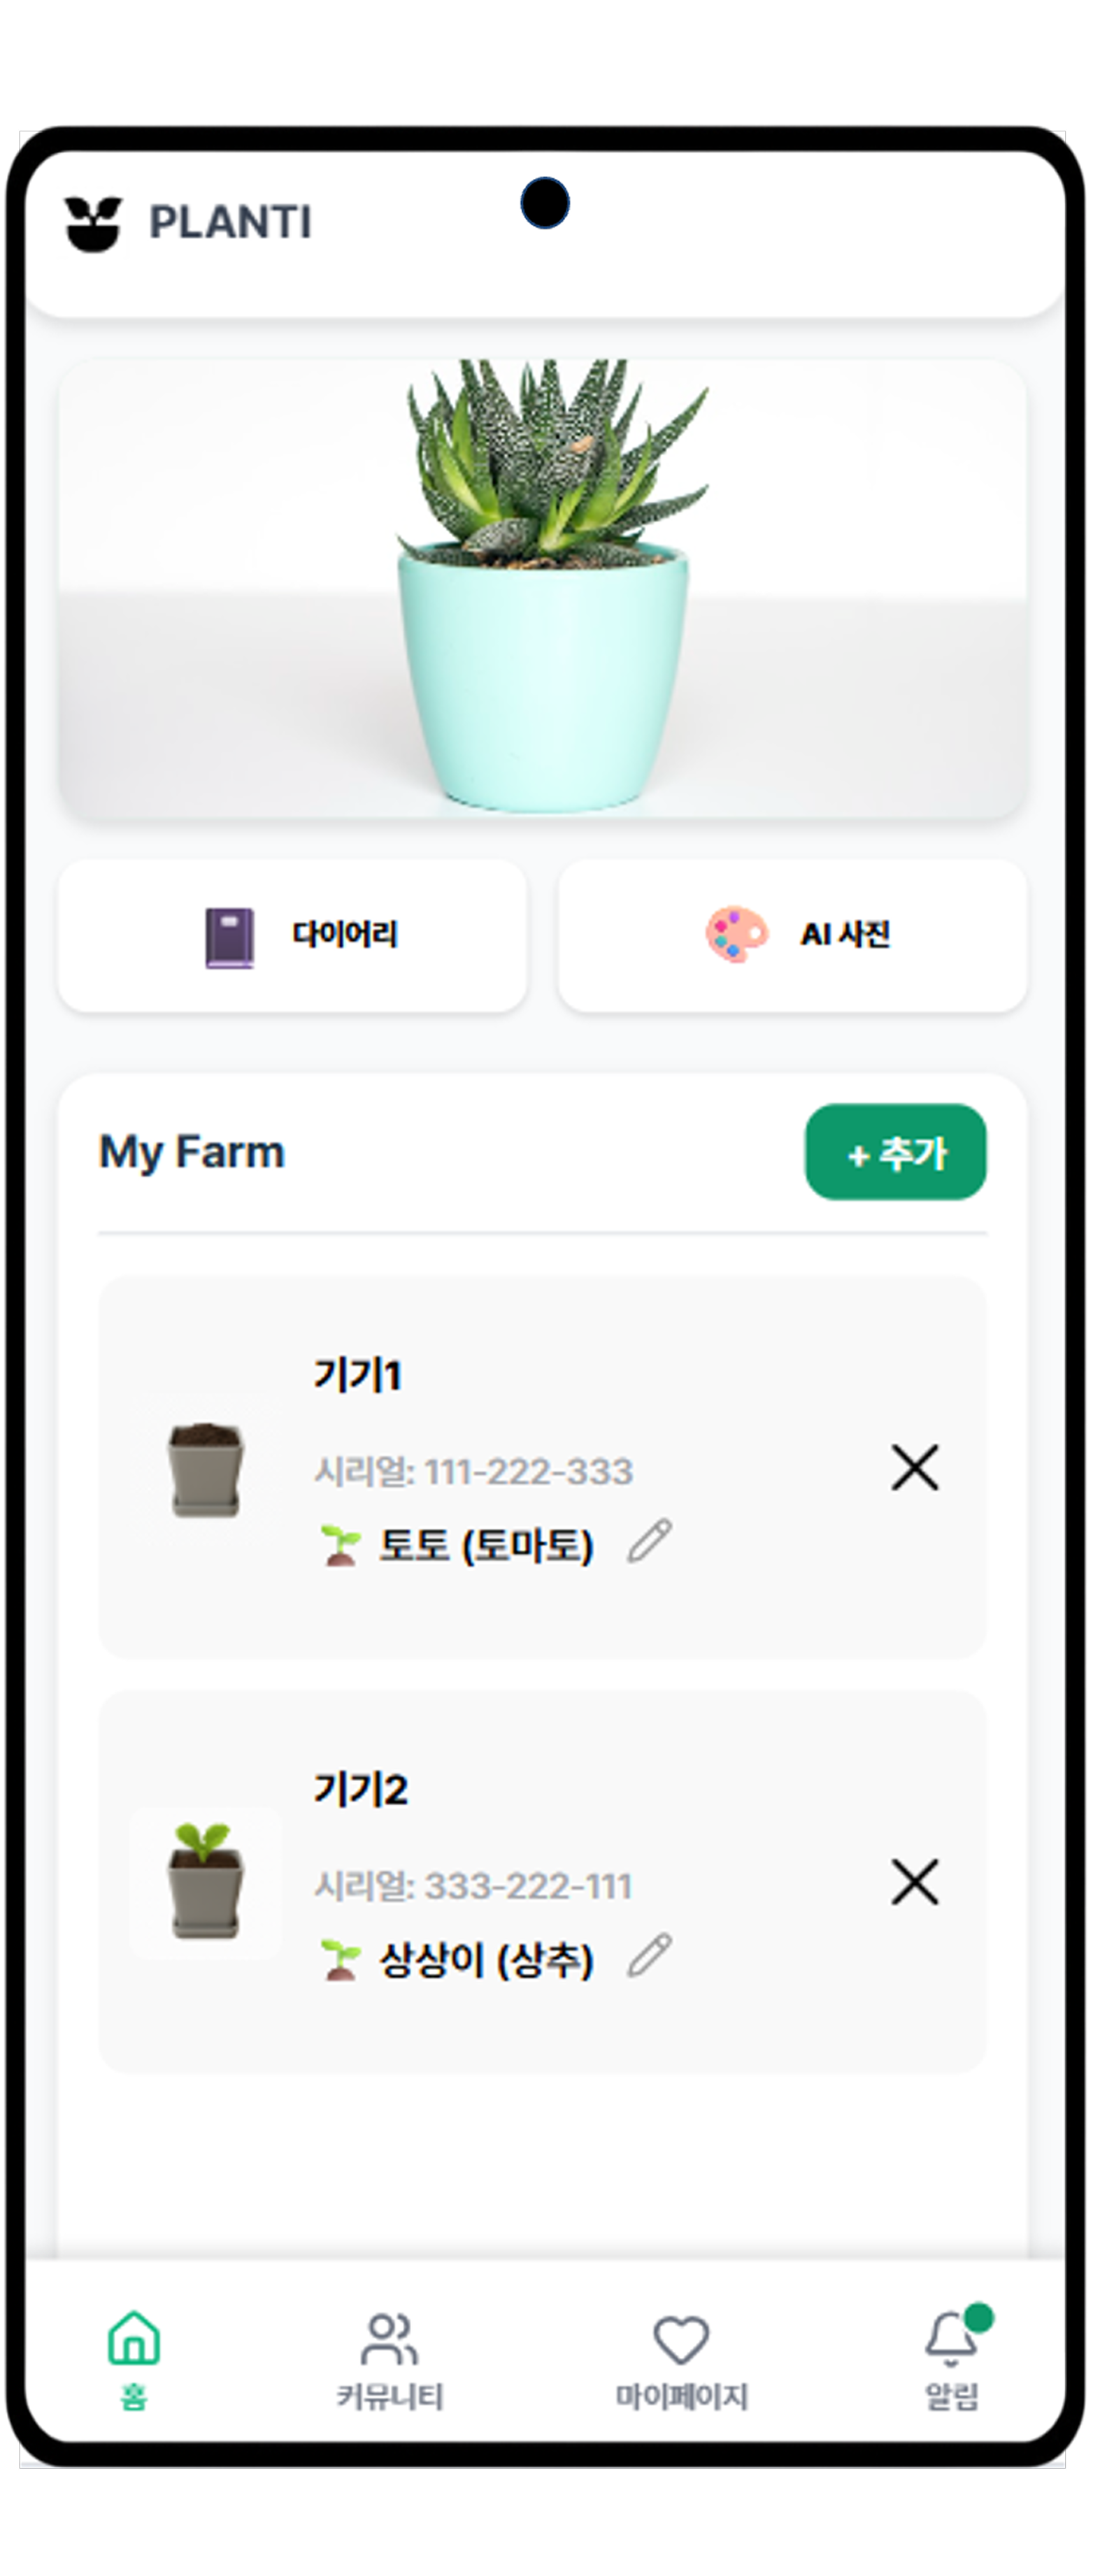 PLANTI
다이어리
AI 사진
My Farm
+ 추가
기기1
시리얼: 111-222-333
토토 (토마토)
기기2
시리얼: 333-222-111
상상이 (상추)
홈
커뮤니티
마이페이지
알림